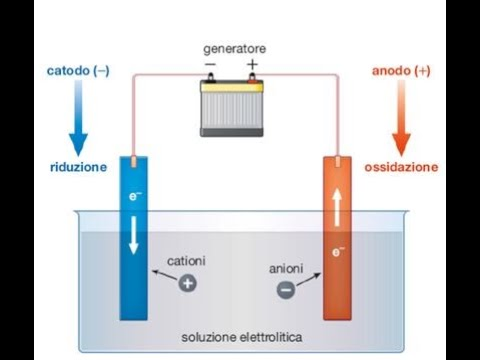 generatore
− +
catodo (−)
anodo (+)
riduzione
ossidazione
e⁻
e⁻
cationi
+
anioni
−
soluzione elettrolitica